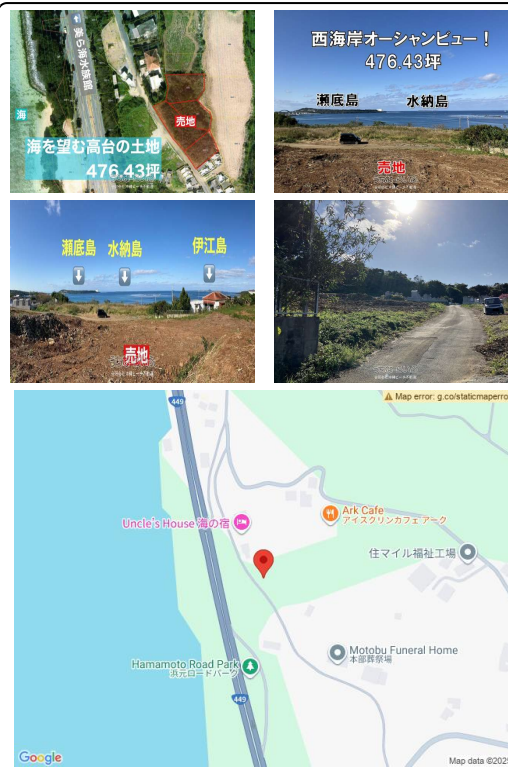 美ら海水族館
海
売地
海を望む高台の土地
476.43坪
西海岸オーシャンビュー！
476.43坪
瀬底島
水納島
売地
瀬底島
水納島
伊江島
売地
449
⚠ Map error: g.co/staticmaperro
Uncle's House 海の宿
Ark Cafe
アイスクリンカフェ アーク
住マイル福祉工場
Motobu Funeral Home
本部葬祭場
Hamamoto Road Park
浜元ロードパーク
449
Google
Map data ©2025